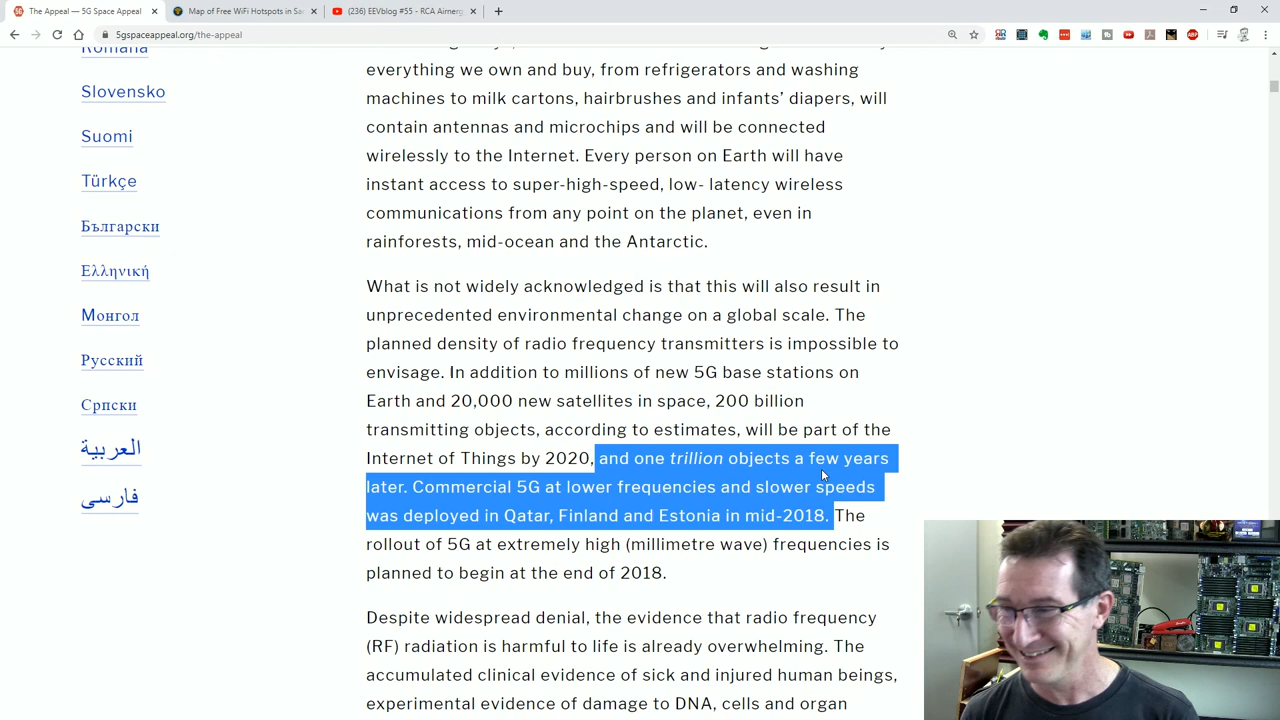 The Appeal — 5G Space Appeal
Map of Free WiFi Hotspots in Sa
(236) EEVblog #55 - RCA Airnerg
5gspaceappeal.org/the-appeal
Română
Slovensko
Suomi
Türkçe
Български
Ελληνική
Монгол
Русский
Српски
العربية
فارسی
everything we own and buy, from refrigerators and washing
machines to milk cartons, hairbrushes and infants’ diapers, will
contain antennas and microchips and will be connected
wirelessly to the Internet. Every person on Earth will have
instant access to super-high-speed, low- latency wireless
communications from any point on the planet, even in
rainforests, mid-ocean and the Antarctic.
What is not widely acknowledged is that this will also result in
unprecedented environmental change on a global scale. The
planned density of radio frequency transmitters is impossible to
envisage. In addition to millions of new 5G base stations on
Earth and 20,000 new satellites in space, 200 billion
transmitting objects, according to estimates, will be part of the
Internet of Things by 2020, and one trillion objects a few years
later. Commercial 5G at lower frequencies and slower speeds
was deployed in Qatar, Finland and Estonia in mid-2018. The
rollout of 5G at extremely high (millimetre wave) frequencies is
planned to begin at the end of 2018.
Despite widespread denial, the evidence that radio frequency
(RF) radiation is harmful to life is already overwhelming. The
accumulated clinical evidence of sick and injured human beings,
experimental evidence of damage to DNA, cells and organ